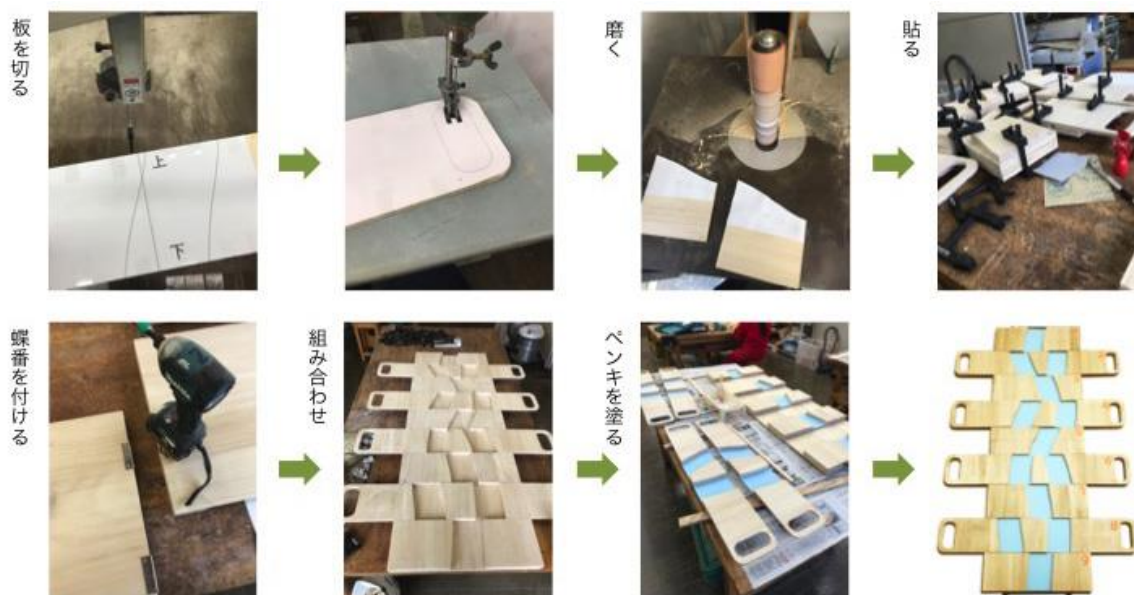 板を切る
上
下
磨く
貼る
蝶番を付ける
組み合わせ
ペンキを塗る